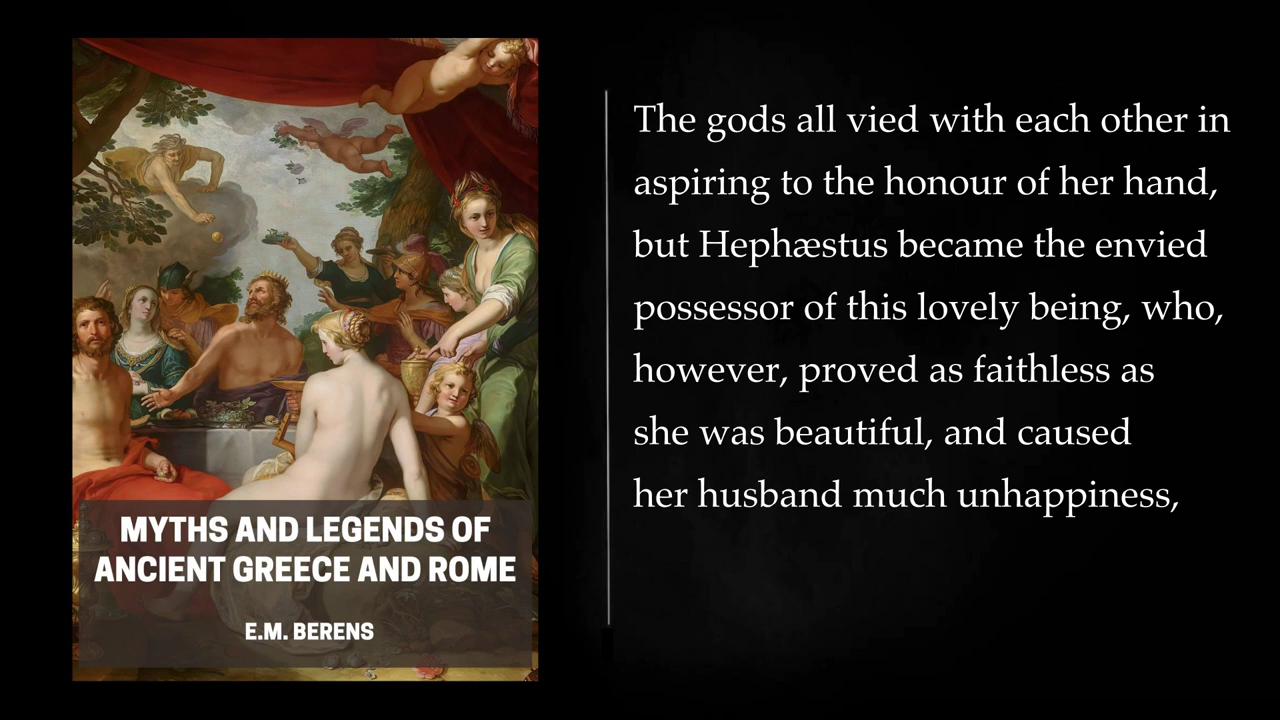 MYTHS AND LEGENDS OF
ANCIENT GREECE AND ROME
E.M. BERENS
The gods all vied with each other in
aspiring to the honour of her hand,
but Hephæstus became the envied
possessor of this lovely being, who,
however, proved as faithless as
she was beautiful, and caused
her husband much unhappiness,